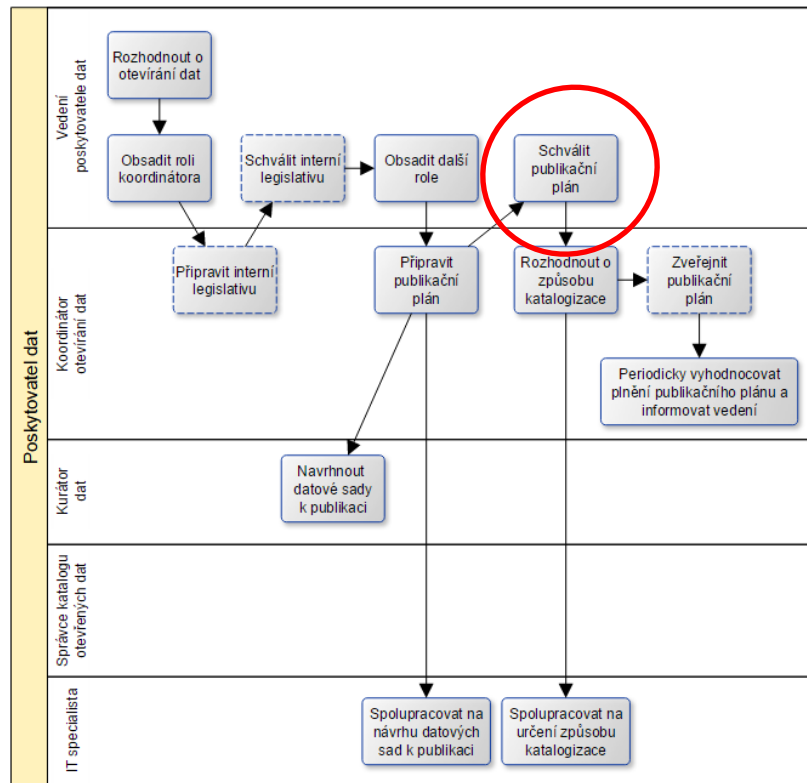 Poskytovatel dat
Vedení
poskytovatele dat
Rozhodnout o
otevírání dat
Obsadit roli
koordinátora
Schválit interní
legislativu
Obsadit další
role
Schválit
publikační
plán
Koordinátor
otevírání dat
Připravit interní
legislativu
Připravit
publikační
plán
Rozhodnout o
způsobu
katalogizace
Zveřejnit
publikační
plán
Periodicky vyhodnocovat
plnění publikačního plánu a
informovat vedení
Kurátor
dat
Navrhnout
datové sady
k publikaci
Správce katalogu
otevřených dat
IT specialista
Spolupracovat na
návrhu datových
sad k publikaci
Spolupracovat na
určení způsobu
katalogizace